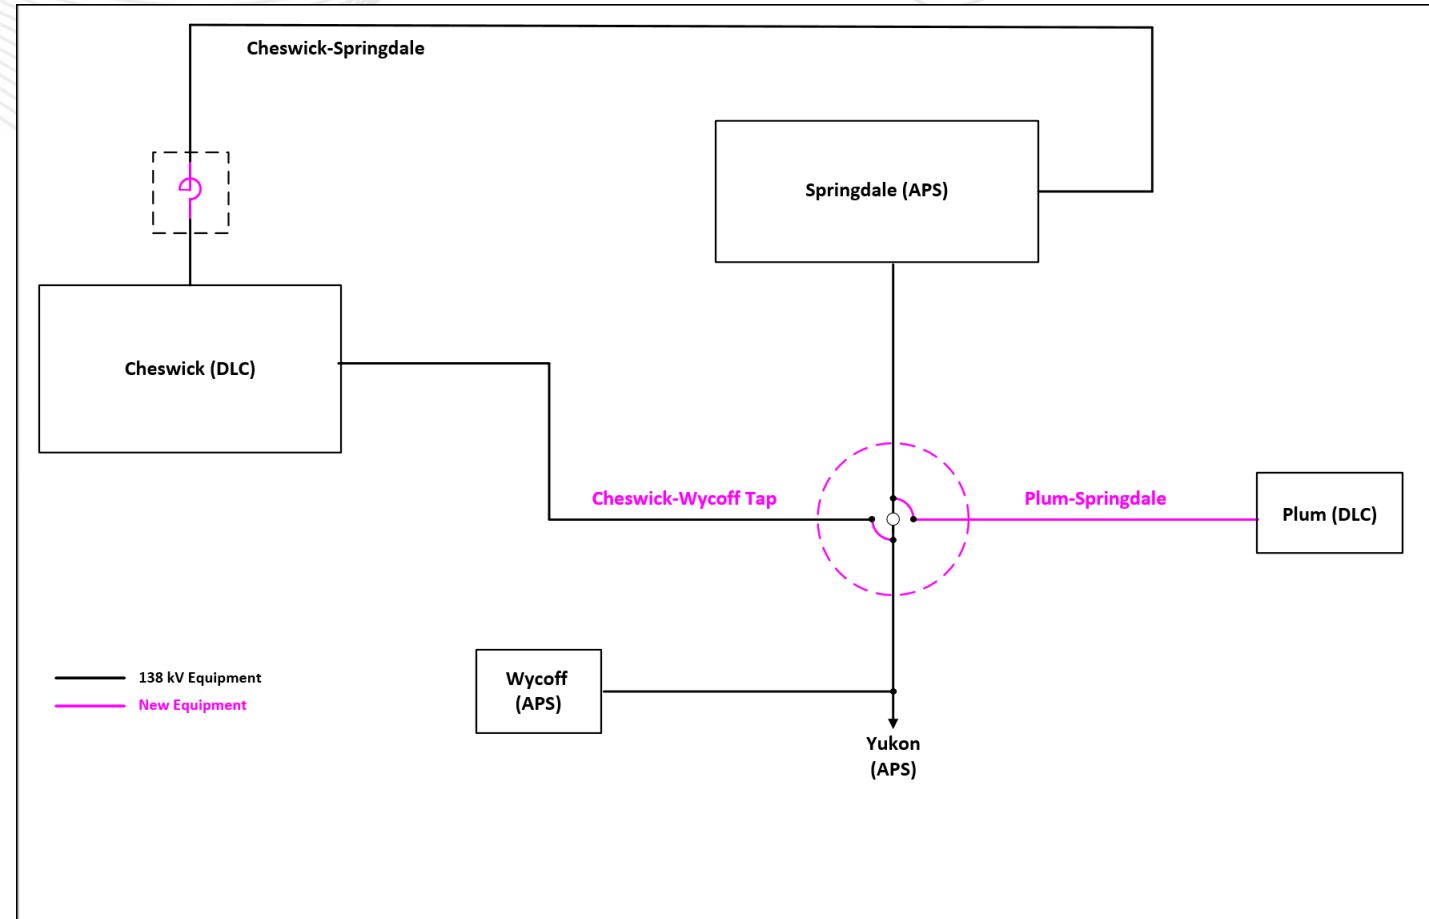 Cheswick-Springdale
Springdale (APS)
Cheswick (DLC)
Cheswick-Wycoff Tap
Plum-Springdale
Plum (DLC)
Wycoff
(APS)
138 kV Equipment
New Equipment
Yukon
(APS)